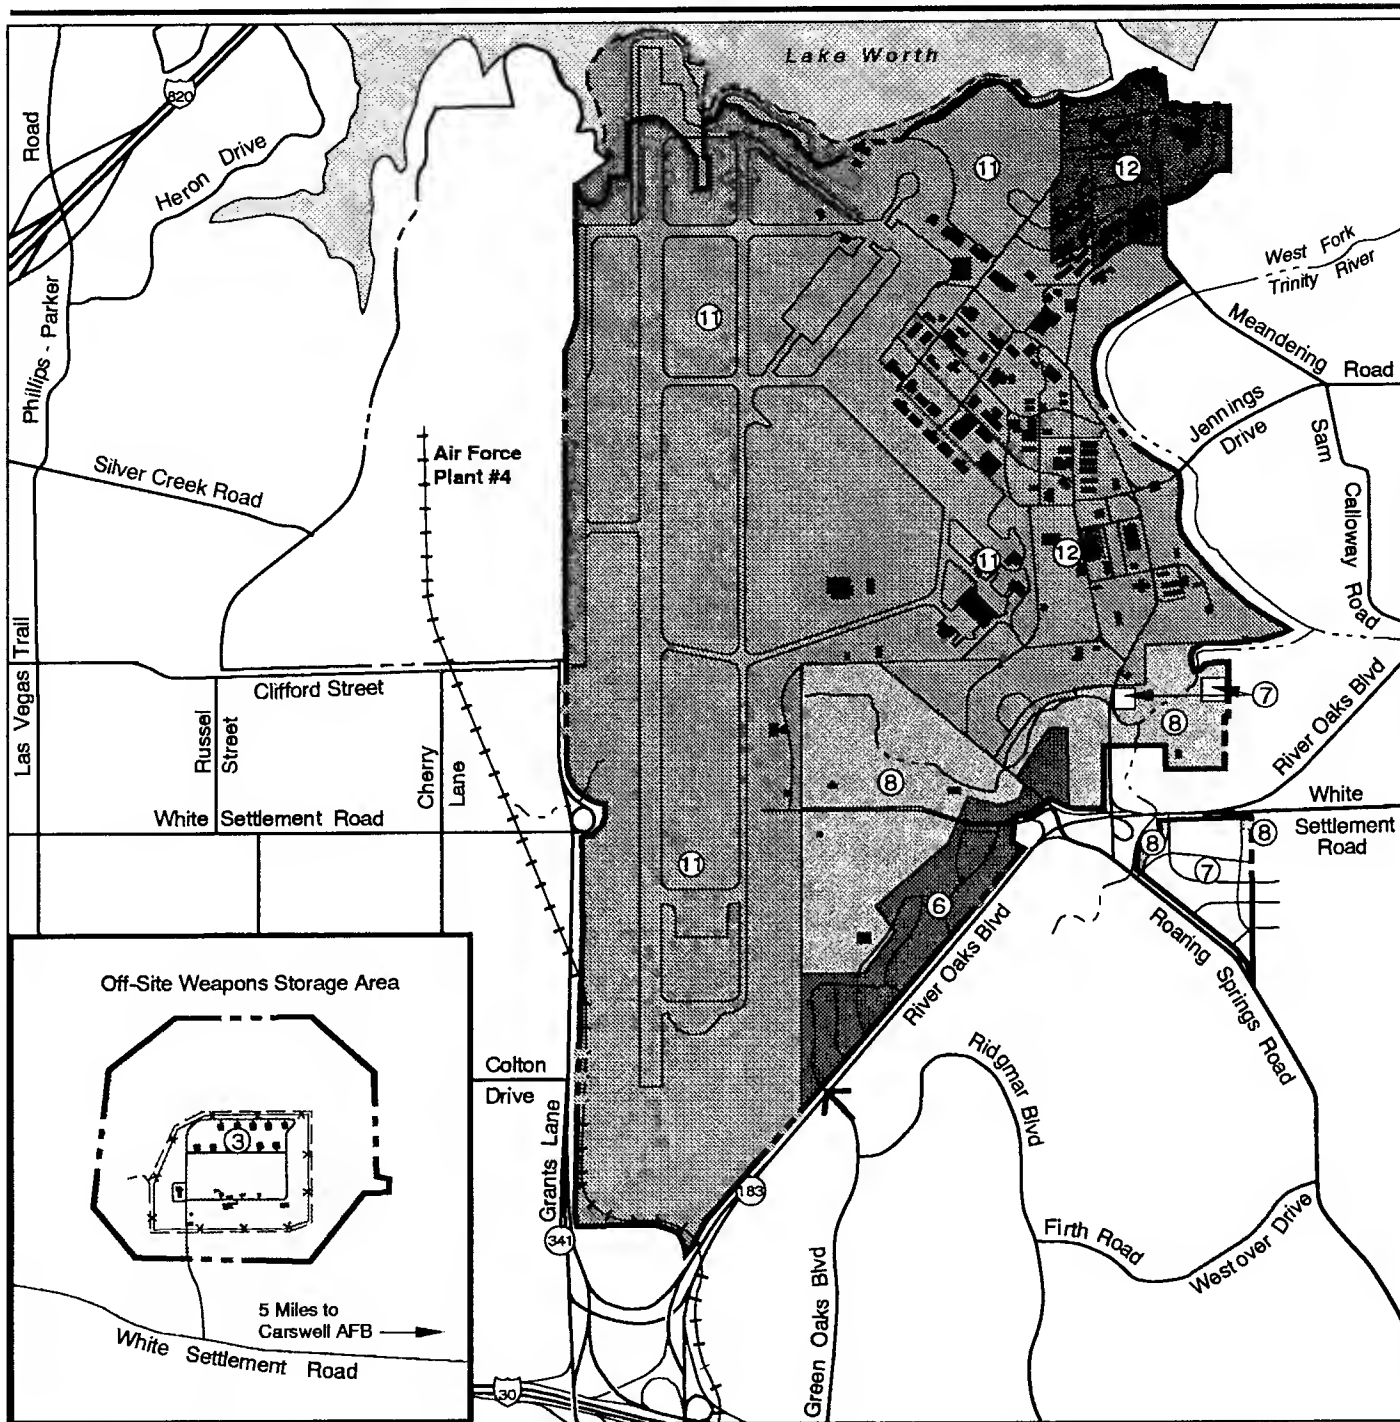 Lake Worth
820
Road
Heron Drive
11
12
West Fork
Trinity River
Phillips - Parker
11
Meandering
Road
Jennings
Drive
Sam
Calloway Road
Air Force
Plant #4
Silver Creek Road
11
12
Las Vegas Trail
Clifford Street
Russel
Street
Cherry
Lane
7
8
River Oaks Blvd
8
White
Settlement
Road
White Settlement Road
8
8
7
11
6
River Oaks Blvd
Roaring Springs Road
Off-Site Weapons Storage Area
Colton
Drive
Ridgmar Blvd
3
Grants Lane
183
341
Firth Road
Westover Drive
Green Oaks Blvd
5 Miles to
Carswell AFB
White Settlement Road
30